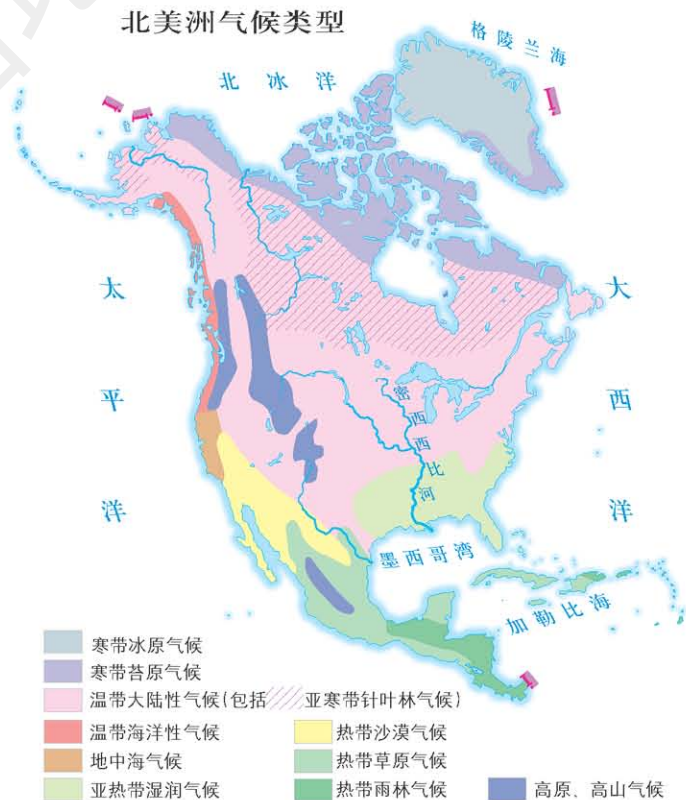 北美洲气候类型
格陵兰海
北冰洋
太平洋
大西洋
密西西比河
墨西哥湾
加勒比海
寒带冰原气候
寒带苔原气候
温带大陆性气候(包括 亚寒带针叶林气候)
温带海洋性气候
热带沙漠气候
地中海气候
热带草原气候
亚热带湿润气候
热带雨林气候
高原、高山气候